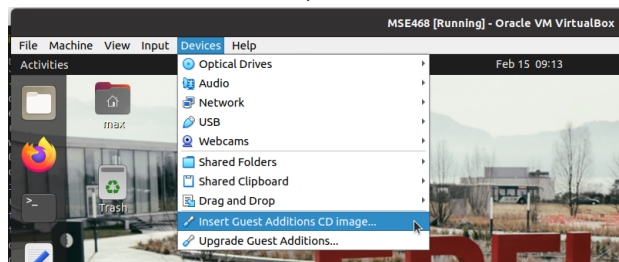 MSE468 [Running] - Oracle VM VirtualBox
File Machine View Input Devices Help
Activities
Feb 15 09:13
Optical Drives
Audio
Network
USB
Webcams
Shared Folders
Shared Clipboard
Drag and Drop
Insert Guest Additions CD image...
Upgrade Guest Additions...
max
Trash
>_